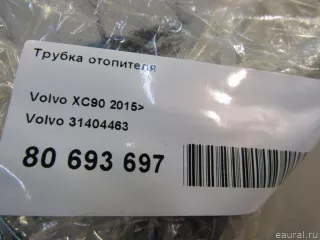 Трубка отопителя
Volvo XC90 2015>
Volvo 31404463
80 693 697
eaural.ru